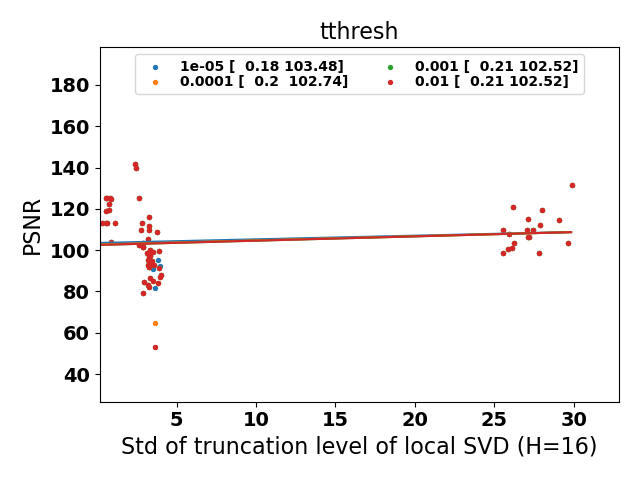 tthresh
1e-05 [  0.18 103.48]
0.0001 [  0.2  102.74]
0.001 [  0.21 102.52]
0.01 [  0.21 102.52]
180
160
140
120
100
80
60
40
PSNR
5 10 15 20 25 30
Std of truncation level of local SVD (H=16)